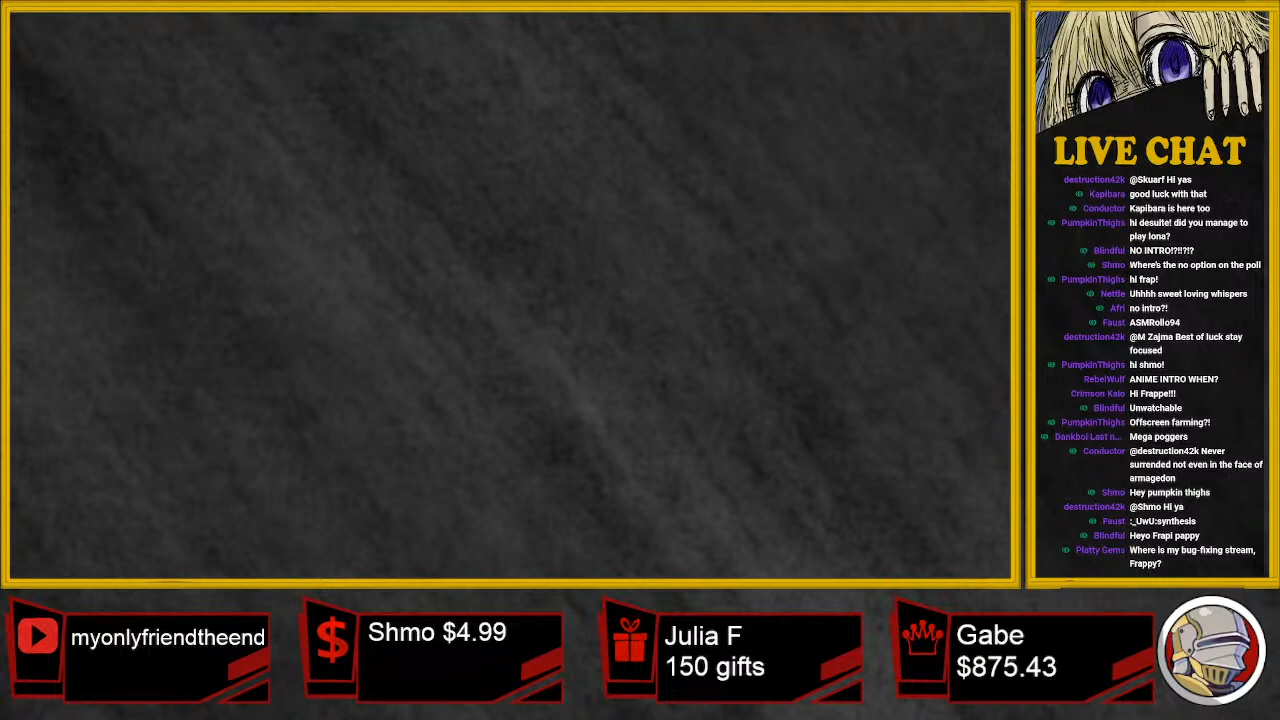 LIVE CHAT
destruction42k @Skuarf Hi yas
Kapibara good luck with that
Conductor Kapibara is here too
PumpkinThighs hi desuite! did you manage to
play lona?
Blindful NO INTRO!?!!?!?
Shmo Where's the no option on the poll
PumpkinThighs hi frap!
Nettle Uhhhh sweet loving whispers
Afri no intro?!
Faust ASMRollo94
destruction42k @M Zajma Best of luck stay
focused
PumpkinThighs hi shmo!
RebelWulf ANIME INTRO WHEN?
Crimson Kalo Hi Frappe!!!
Blindful Unwatchable
PumpkinThighs Offscreen farming?!
Dankboi Last n... Mega poggers
Conductor @destruction42k Never
surrended not even in the face of
armagedon
Shmo Hey pumpkin thighs
destruction42k @Shmo Hi ya
Faust :_UwU:synthesis
Blindful Heyo Frapi pappy
Platty Gems Where is my bug-fixing stream,
Frappy?
myonlyfriendtheend
$
Shmo $4.99
Julia F
150 gifts
Gabe
$875.43